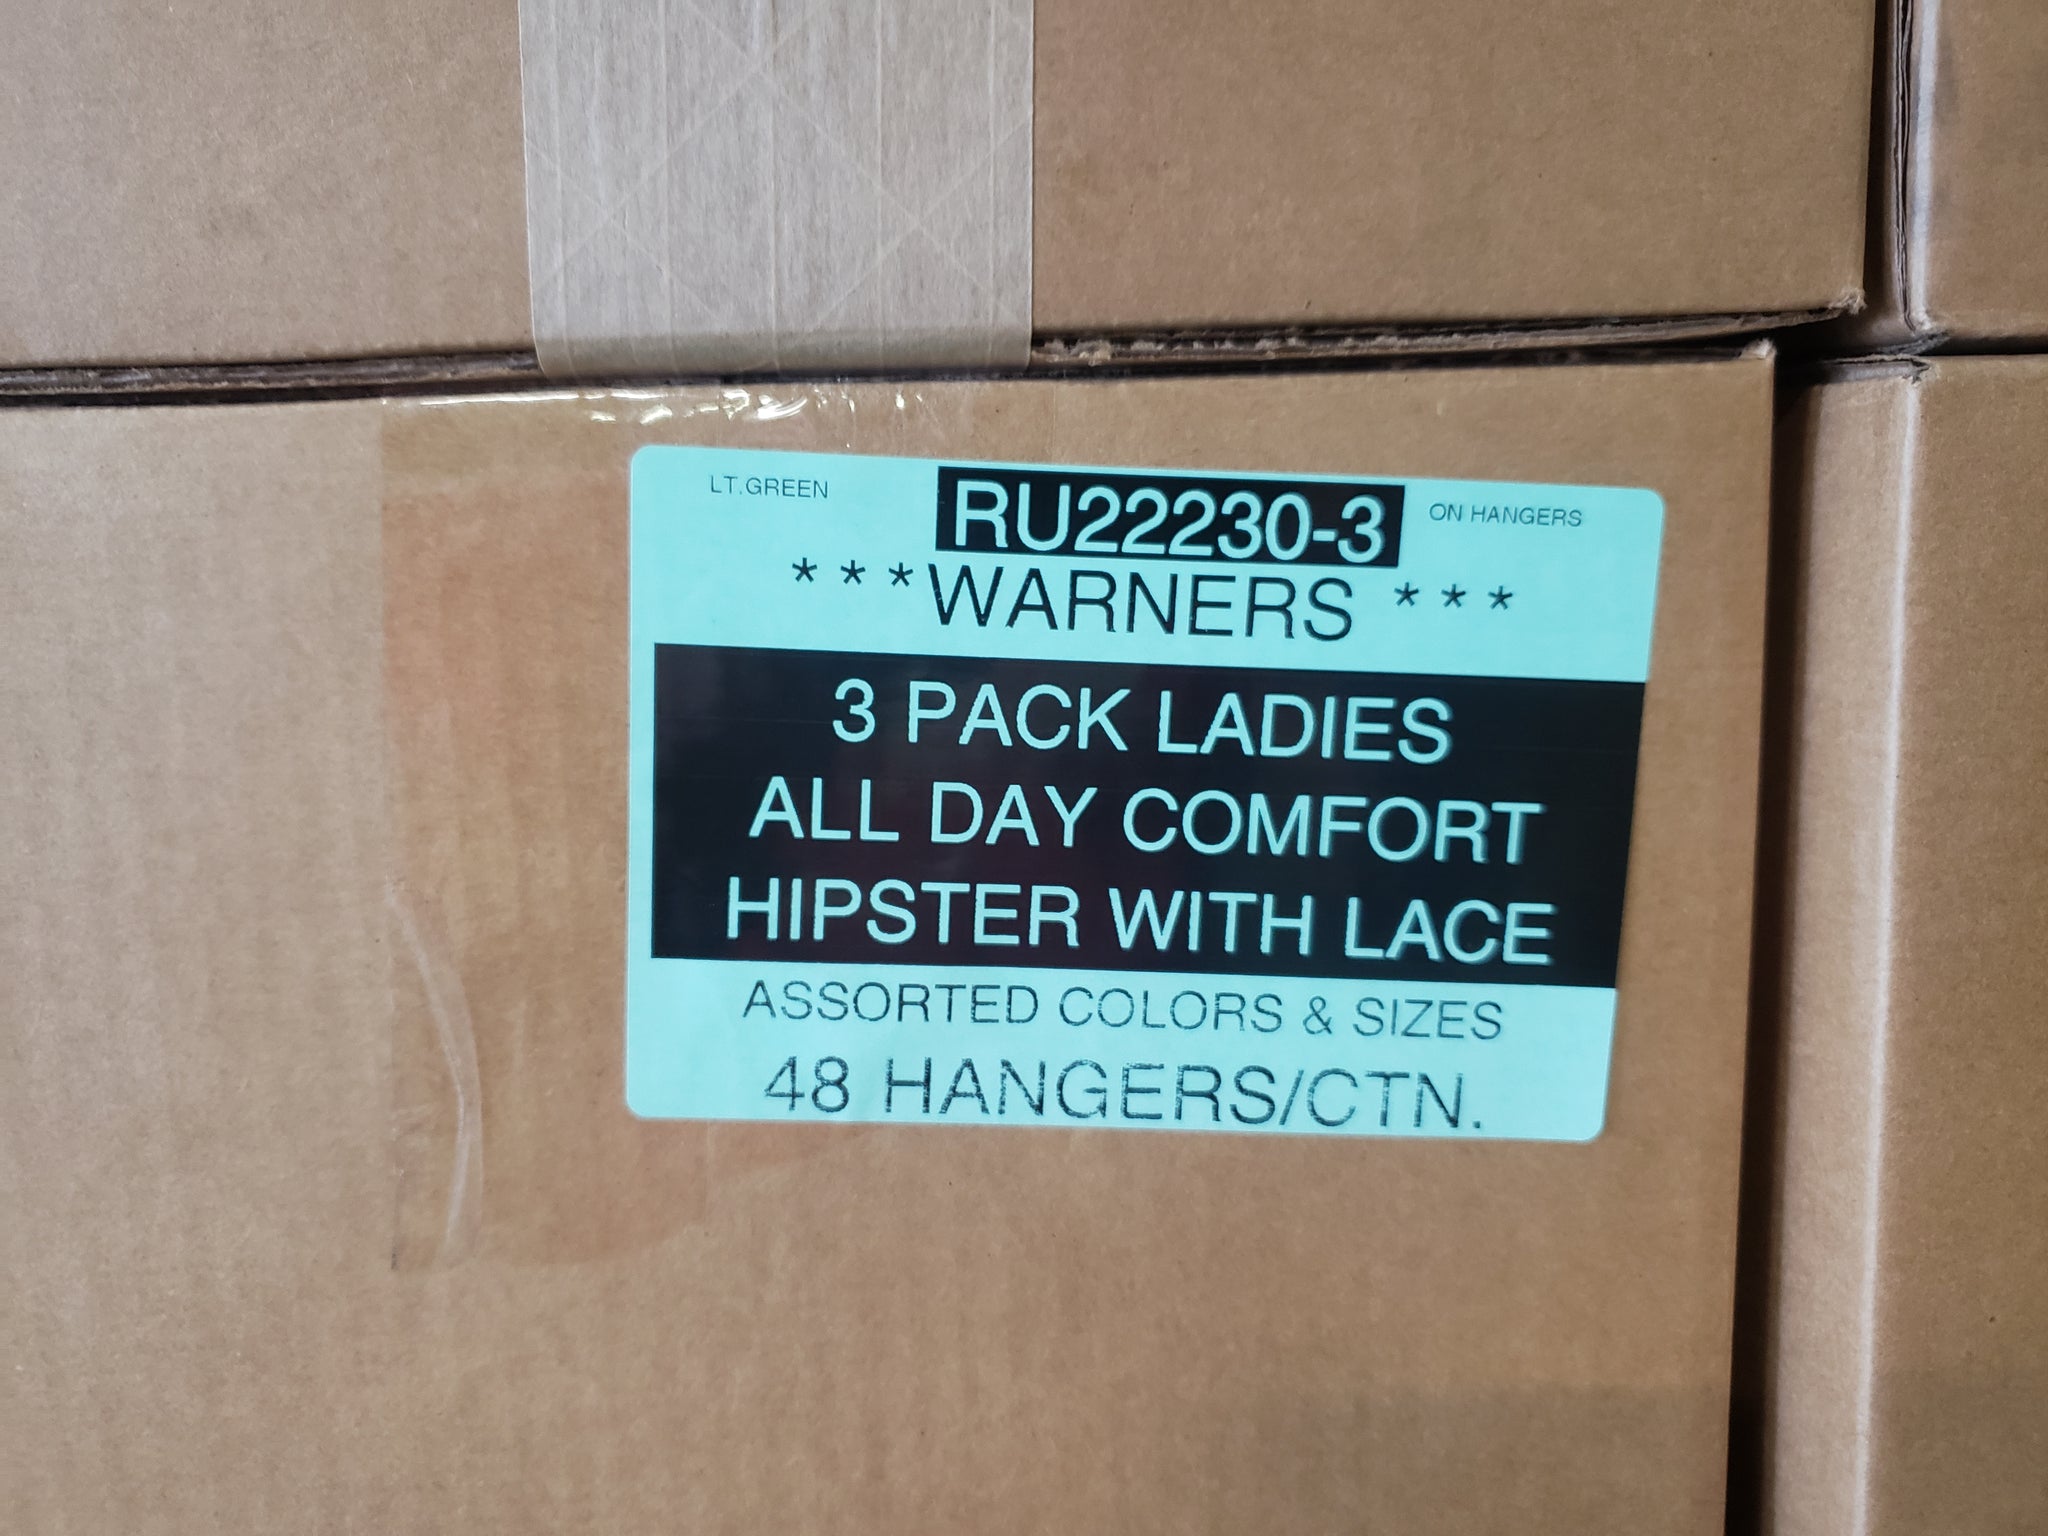 LT.GREEN RU22230-3 ON HANGERS
***WARNERS ***
3 PACK LADIES
ALL DAY COMFORT
HIPSTER WITH LACE
ASSORTED COLORS & SIZES
48 HANGERS/CTN.